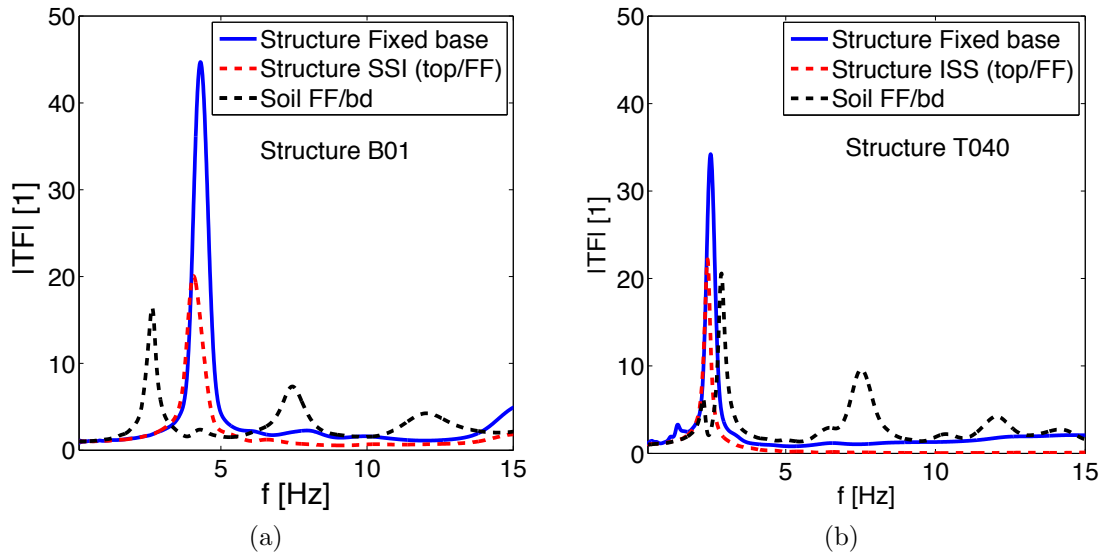 50
40
30
20
10
0
|TF| [1]
Structure Fixed base
Structure SSI (top/FF)
Soil FF/bd
Structure B01
5
10
15
f [Hz]
(a)
50
40
30
20
10
0
|TF| [1]
Structure Fixed base
Structure ISS (top/FF)
Soil FF/bd
Structure T040
5
10
15
f [Hz]
(b)